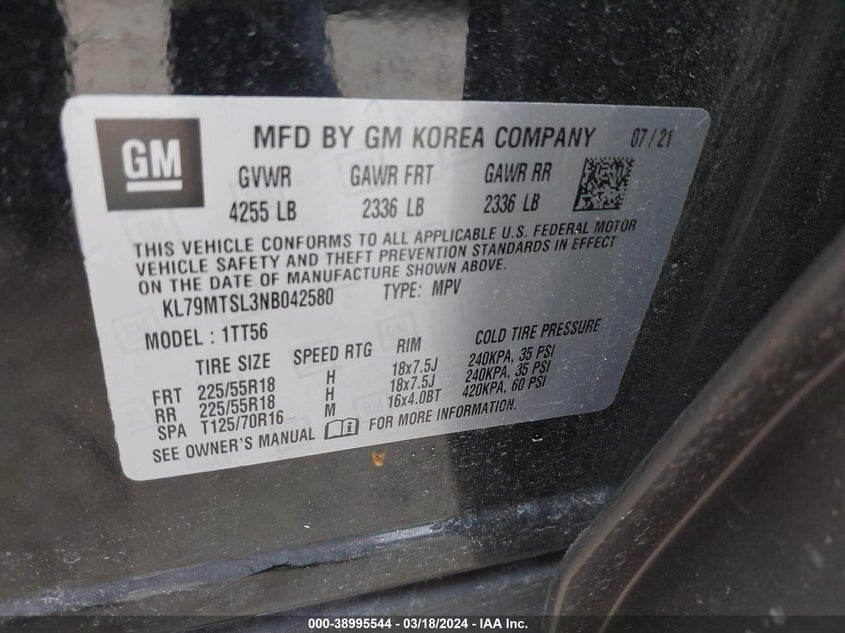 GM
MFD BY GM KOREA COMPANY 07/21
GVWR GAWR FRT GAWR RR
4255 LB 2336 LB 2336 LB
THIS VEHICLE CONFORMS TO ALL APPLICABLE U.S. FEDERAL MOTOR
VEHICLE SAFETY AND THEFT PREVENTION STANDARDS IN EFFECT
ON THE DATE OF MANUFACTURE SHOWN ABOVE.
KL79MTSL3NB042580 TYPE: MPV
MODEL : 1TT56
TIRE SIZE SPEED RTG RIM COLD TIRE PRESSURE
FRT 225/55R18 H 18x7.5J 240KPA, 35 PSI
RR 225/55R18 H 18x7.5J 240KPA, 35 PSI
SPA T125/70R16 M 16x4.0BT 420KPA, 60 PSI
SEE OWNER'S MANUAL FOR MORE INFORMATION.
000-38995544 / 03/18/2024 - IAA Inc.